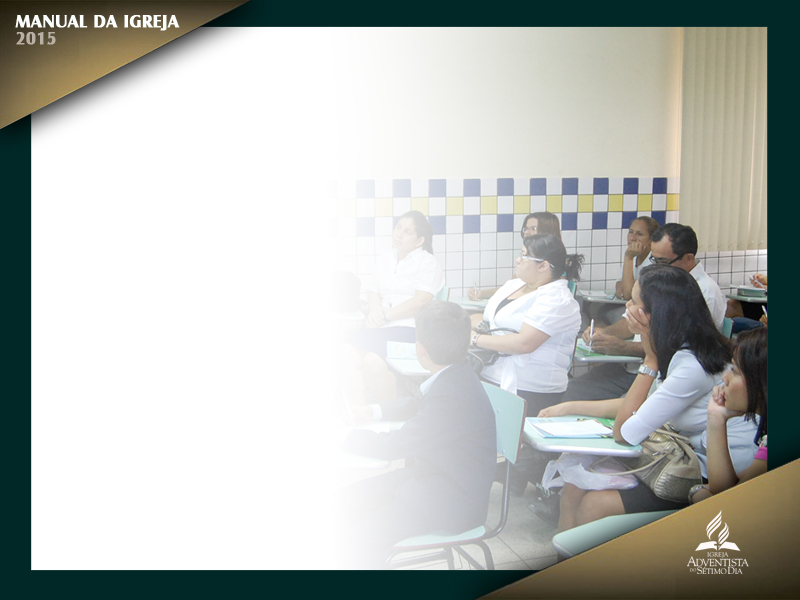 MANUAL DA IGREJA
2015
IGREJA
ADVENTISTA
DO SÉTIMO DIA